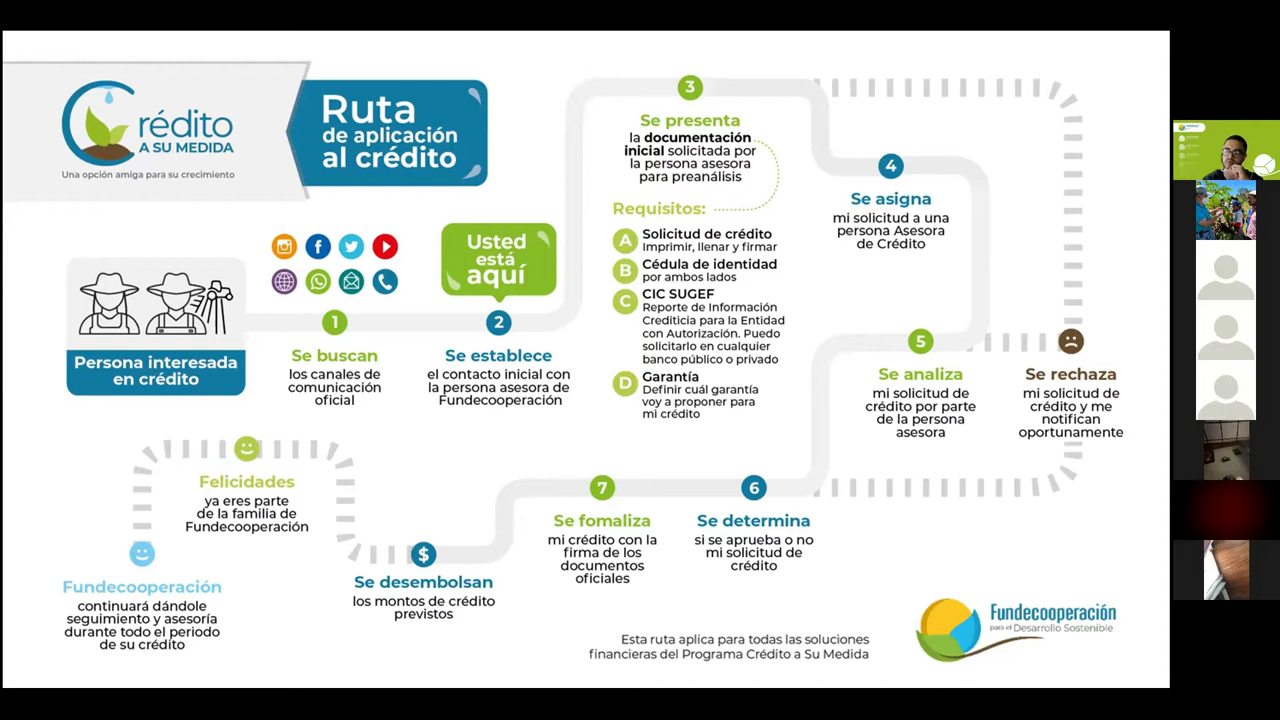 Crédito
A SU MEDIDA
Una opción amiga para su crecimiento
Ruta
de aplicación
al crédito
Usted
está
aquí
Persona interesada
en crédito
1
Se buscan
los canales de
comunicación
oficial
2
Se establece
el contacto inicial con
la persona asesora de
Fundecooperación
3
Se presenta
la documentación
inicial solicitada por
la persona asesora
para preanálisis
Requisitos:
A
Solicitud de crédito
Imprimir, llenar y firmar
B
Cédula de identidad
por ambos lados
C
CIC SUGEF
Reporte de Información
Crediticia para la Entidad
con Autorización. Puedo
solicitarlo en cualquier
banco público o privado
D
Garantía
Definir cuál garantía
voy a proponer para
mi crédito
4
Se asigna
mi solicitud a una
persona Asesora
de Crédito
5
Se analiza
mi solicitud de
crédito por parte
de la persona
asesora
Se rechaza
mi solicitud de
crédito y me
notifican
oportunamente
6
Se determina
si se aprueba o no
mi solicitud de
crédito
7
Se fomaliza
mi crédito con la
firma de los
documentos
oficiales
$
Se desembolsan
los montos de crédito
previstos
Felicidades
ya eres parte
de la familia de
Fundecooperación
Fundecooperación
continuará dándole
seguimiento y asesoría
durante todo el periodo
de su crédito
Esta ruta aplica para todas las soluciones
financieras del Programa Crédito a Su Medida
Fundecooperación
para el Desarrollo Sostenible